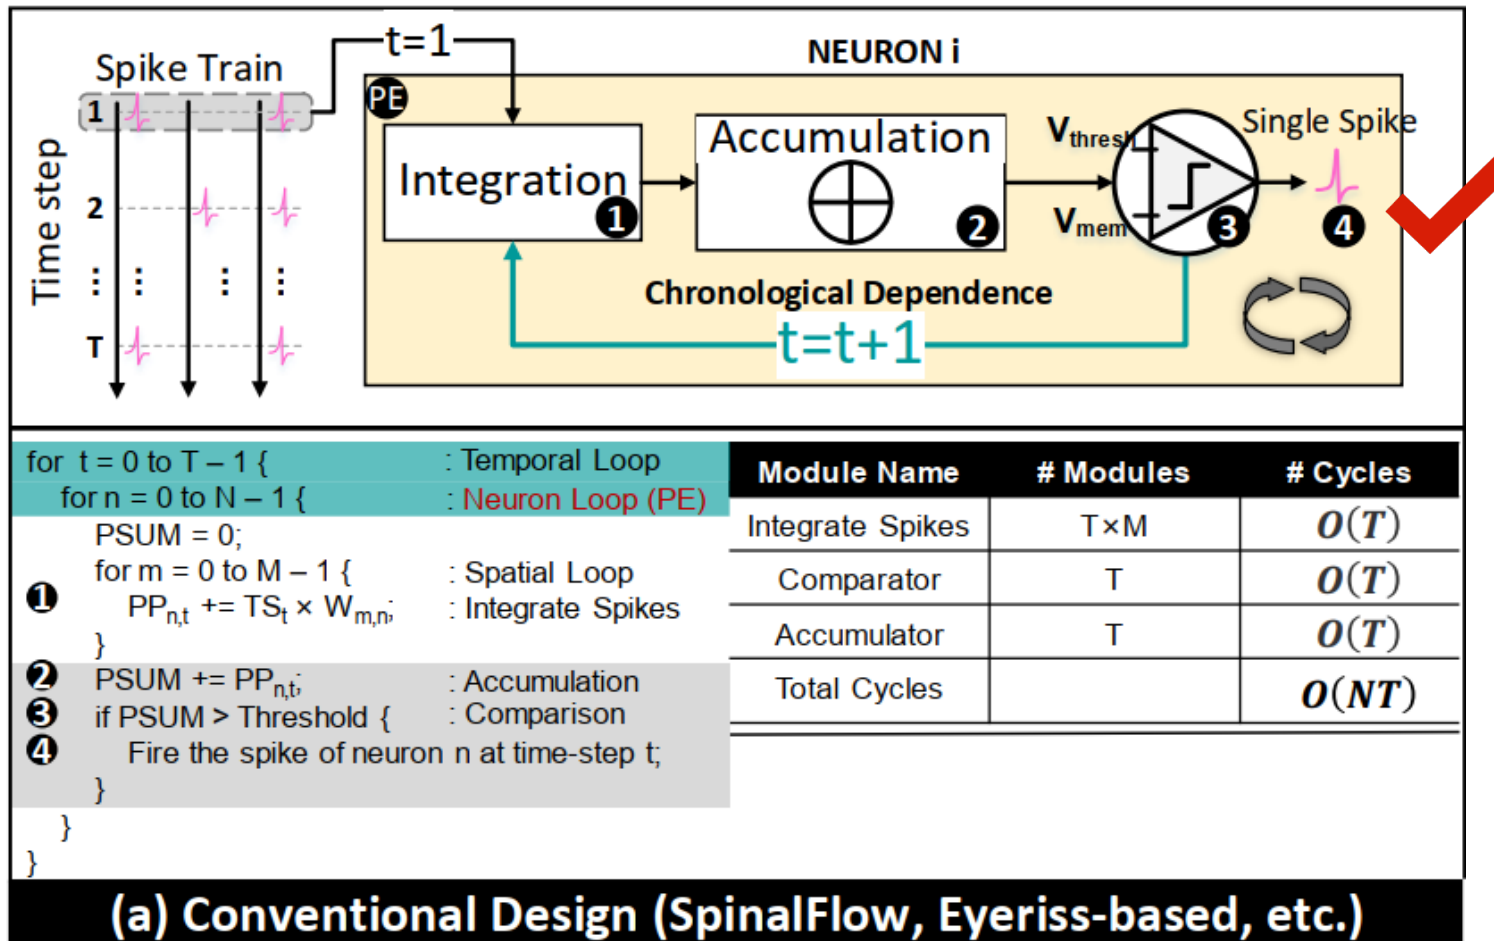 Spike Train
Time step
1
2
⋮ ⋮ ⋮ ⋮
T
t=1
NEURON i
PE
Integration
1
Accumulation
2
Vthresh
Vmem
3
Single Spike
4
Chronological Dependence
t=t+1
for t = 0 to T – 1 { : Temporal Loop
for n = 0 to N – 1 { : Neuron Loop (PE)
PSUM = 0;
for m = 0 to M – 1 { : Spatial Loop
1 PPn,t += TSt × Wm,n; : Integrate Spikes
}
2 PSUM += PPn,t; : Accumulation
3 if PSUM > Threshold { : Comparison
4 Fire the spike of neuron n at time-step t;
}
}
}
Module Name # Modules # Cycles
Integrate Spikes T×M O(T)
Comparator T O(T)
Accumulator T O(T)
Total Cycles O(NT)
(a) Conventional Design (SpinalFlow, Eyeriss-based, etc.)